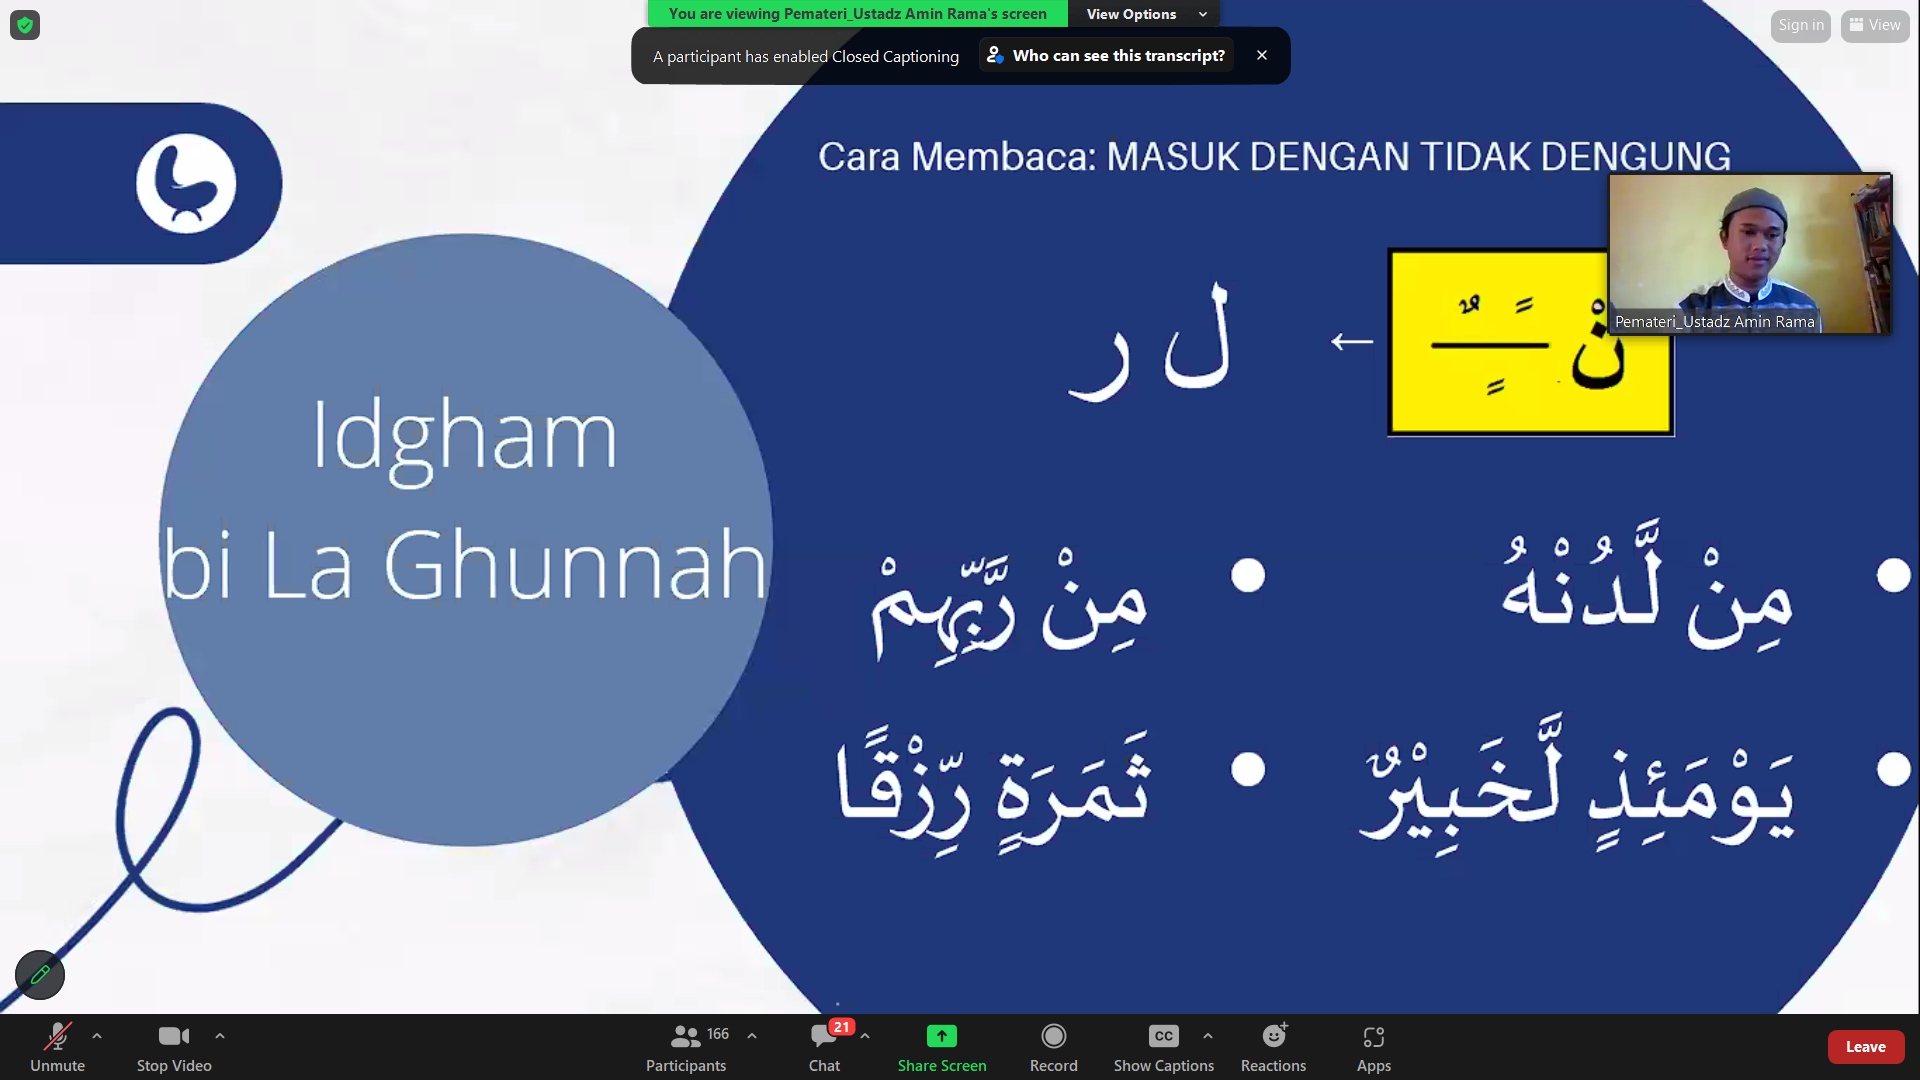 You are viewing Pemateri_Ustadz Amin Rama's screen
View Options
Sign in
View
A participant has enabled Closed Captioning
Who can see this transcript?
Cara Membaca: MASUK DENGAN TIDAK DENGUNG
Pemateri_Ustadz Amin Rama
نْ ـًـٍـٌ ← ل ر
Idgham
bi La Ghunnah
مِنْ لَّدُنْهُ
مِنْ رَّبِّهِمْ
يَوْمَئِذٍ لَّخَبِيْرٌ
ثَمَرَةٍ رِّزْقًا
Unmute
Stop Video
Participants
166
Chat
21
Share Screen
Record
CC
Show Captions
Reactions
Apps
Leave